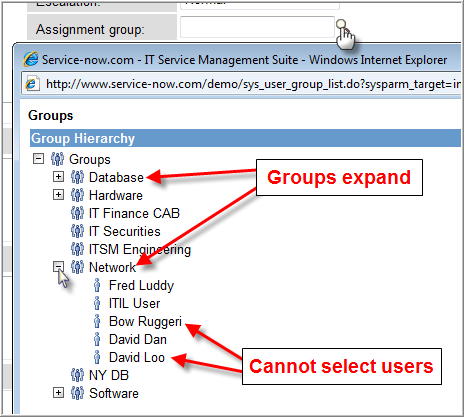 Escalation:
Normal
Assignment group:
Service-now.com - IT Service Management Suite - Windows Internet Explorer
http://www.service-now.com/demo/sys_user_group_list.do?sysparm_target=in
Groups
Group Hierarchy
Groups
Database
Hardware
IT Finance CAB
IT Securities
ITSM Engineering
Network
Fred Luddy
ITIL User
Bow Ruggeri
David Dan
David Loo
NY DB
Software
Groups expand
Cannot select users